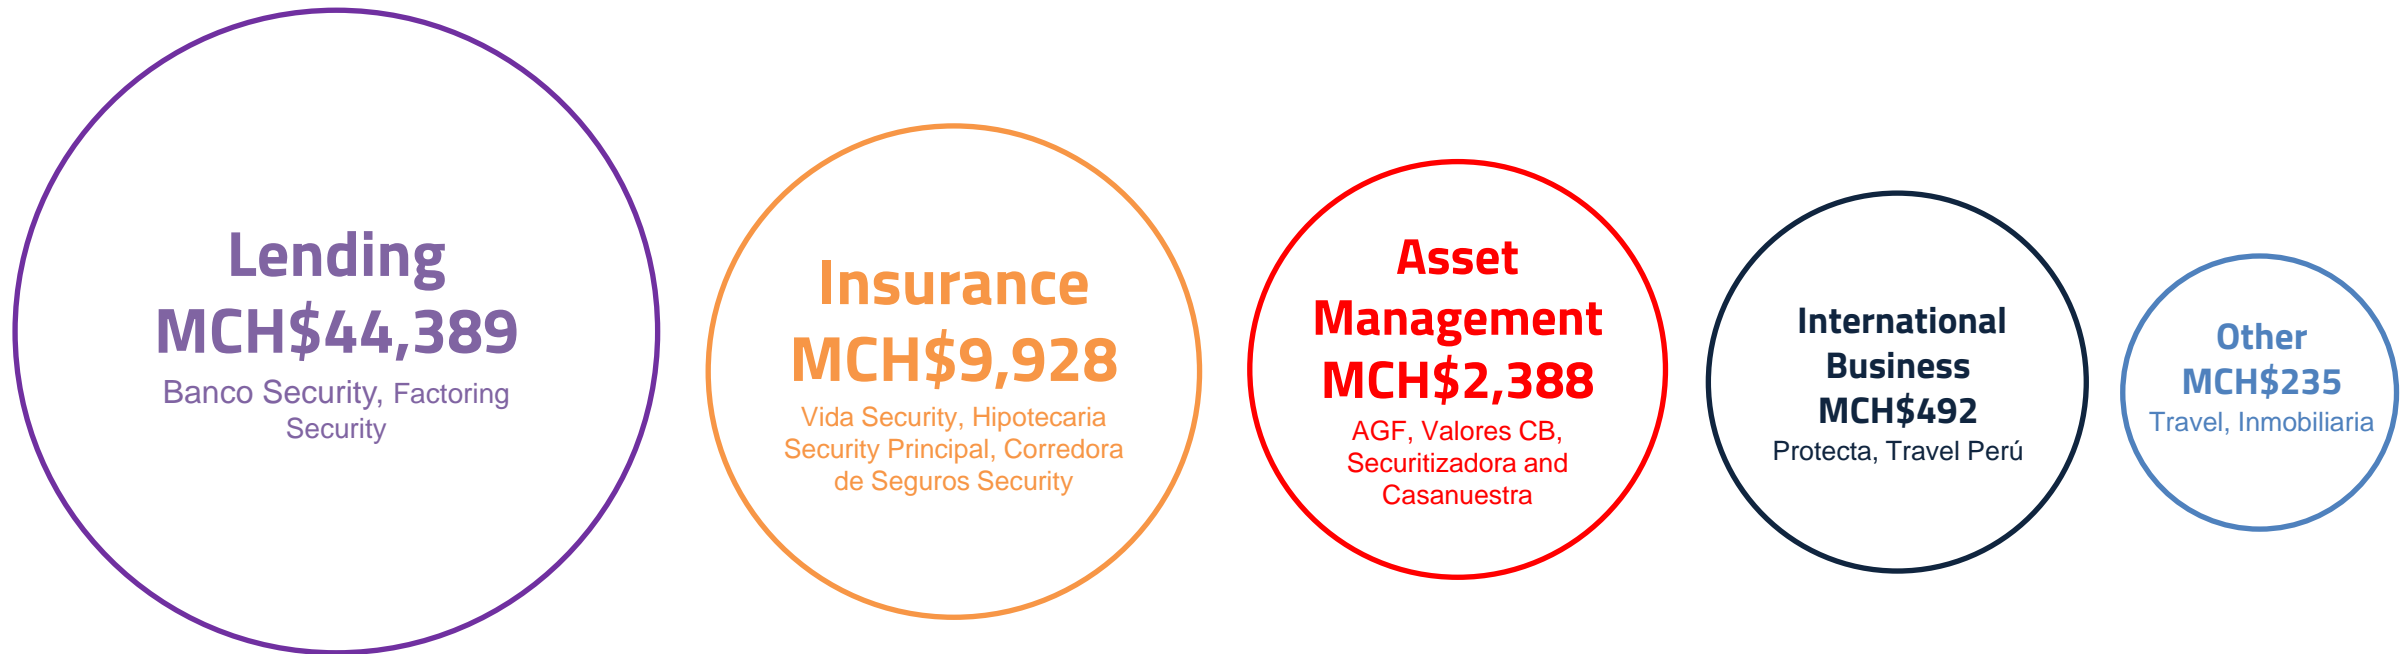 Lending
MCH$44,389
Banco Security, Factoring
Security
Insurance
MCH$9,928
Vida Security, Hipotecaria
Security Principal, Corredora
de Seguros Security
Asset
Management
MCH$2,388
AGF, Valores CB,
Securitizadora and
Casanuestra
International
Business
MCH$492
Protecta, Travel Perú
Other
MCH$235
Travel, Inmobiliaria